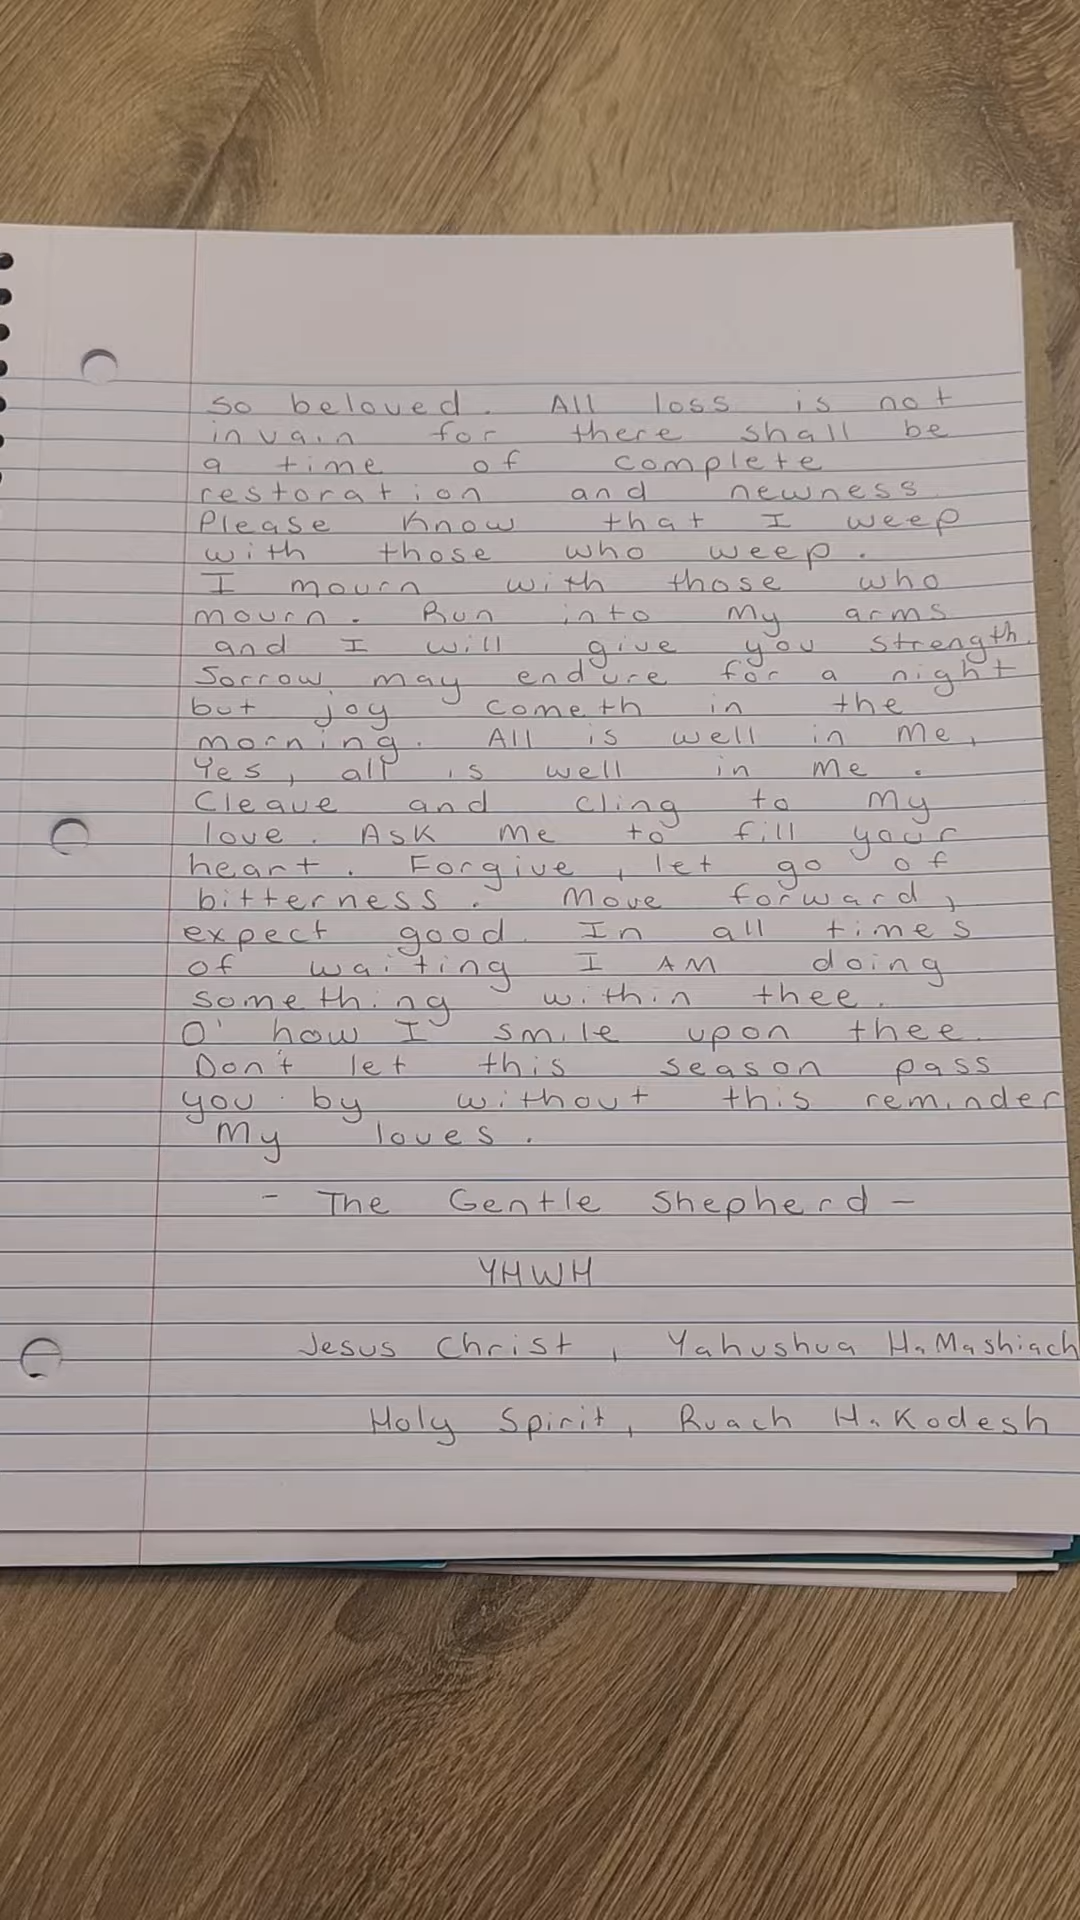 so beloved. All loss is not
in vain for there shall be
a time of complete
restoration and newness.
Please Know that I weep
with those who weep.
I mourn with those who
mourn. Run into My arms
and I will give you strength.
Sorrow may endure for a night
but joy cometh in the
morning. All is well in Me,
Yes, all is well in Me.
Cleave and cling to My
love. Ask Me to fill your
heart. Forgive, let go of
bitterness. Move forward,
expect good. In all times
of waiting I AM doing
something within thee.
O' how I smile upon thee.
Don't let this season pass
you by without this reminder
My loves.
- The Gentle Shepherd -
YHWH
Jesus Christ, Yahushua HaMashiach
Holy Spirit, Ruach HaKodesh